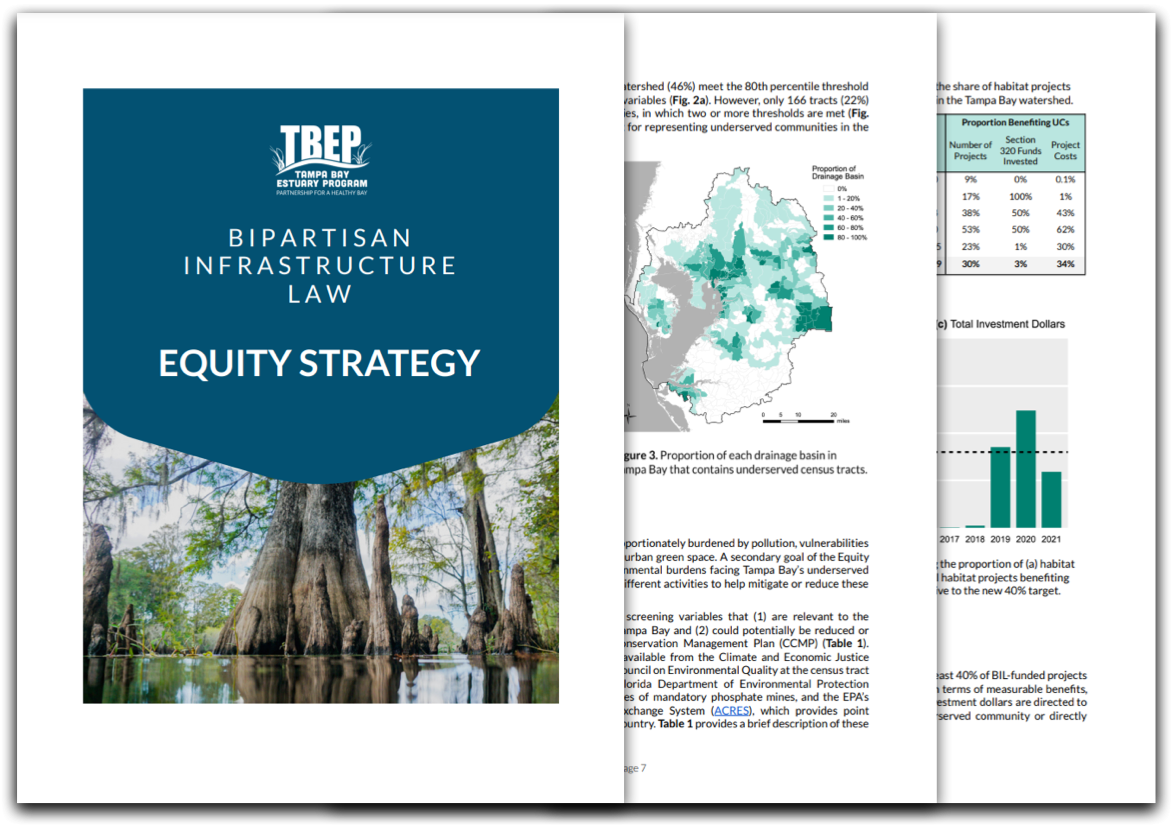 TBEP
TAMPA BAY
ESTUARY PROGRAM
PARTNERSHIP FOR A HEALTHY BAY
BIPARTISAN
INFRASTRUCTURE
LAW
EQUITY STRATEGY
tershed (46%) meet the 80th percentile threshold
variables (Fig. 2a). However, only 166 tracts (22%)
ies, in which two or more thresholds are met (Fig.
for representing underserved communities in the
Proportion of
Drainage Basin
0%
1 - 20%
20 - 40%
40 - 60%
60 - 80%
80 - 100%
0 5 10 20
miles
gure 3. Proportion of each drainage basin in
ampa Bay that contains underserved census tracts.
oportionately burdened by pollution, vulnerabilities
urban green space. A secondary goal of the Equity
nmental burdens facing Tampa Bay's underserved
ifferent activities to help mitigate or reduce these
screening variables that (1) are relevant to the
ampa Bay and (2) could potentially be reduced or
onservation Management Plan (CCMP) (Table 1).
available from the Climate and Economic Justice
ouncil on Environmental Quality at the census tract
lorida Department of Environmental Protection
es of mandatory phosphate mines, and the EPA's
xchange System (ACRES), which provides point
ountry. Table 1 provides a brief description of these
age 7
the share of habitat projects
in the Tampa Bay watershed.
Proportion Benefiting UCs
Number of
Projects
Section
320 Funds
Invested
Project
Costs
9% 0% 0.1%
17% 100% 1%
38% 50% 43%
53% 50% 62%
5 23% 1% 30%
9 30% 3% 34%
(c) Total Investment Dollars
2017 2018 2019 2020 2021
g the proportion of (a) habitat
l habitat projects benefiting
ive to the new 40% target.
east 40% of BIL-funded projects
n terms of measurable benefits,
estment dollars are directed to
served community or directly